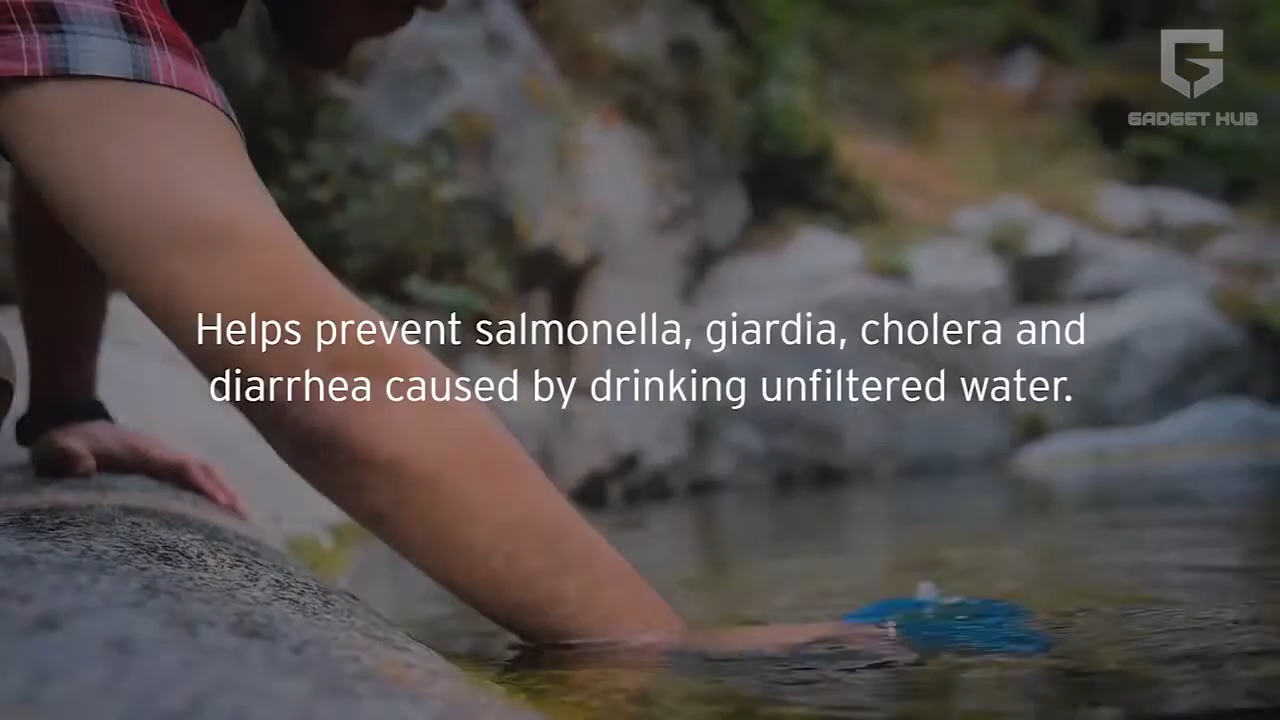 GADGET HUB
Helps prevent salmonella, giardia, cholera and
diarrhea caused by drinking unfiltered water.